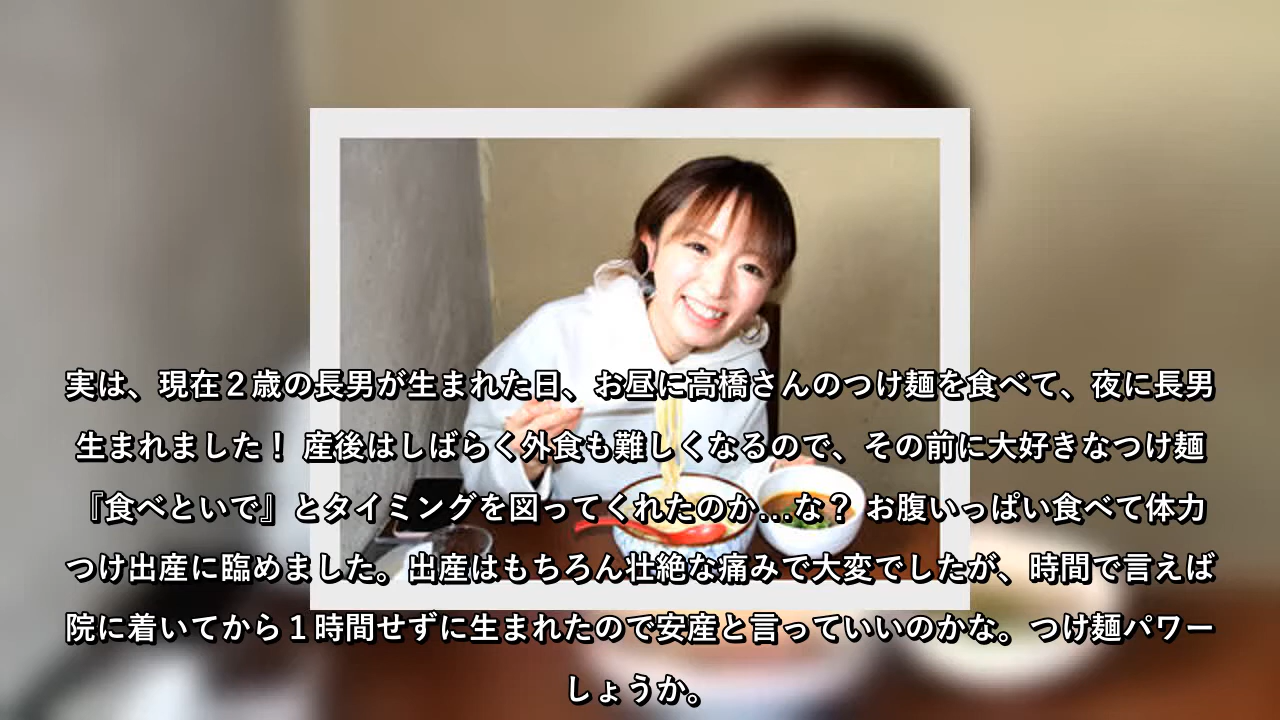 実は、現在２歳の長男が生まれた日、お昼に高橋さんのつけ麺を食べて、夜に長男
生まれました！ 産後はしばらく外食も難しくなるので、その前に大好きなつけ麺
『食べといで』とタイミングを図ってくれたのか…な？ お腹いっぱい食べて体力
つけ出産に臨めました。出産はもちろん壮絶な痛みで大変でしたが、時間で言えば
院に着いてから１時間せずに生まれたので安産と言っていいのかな。つけ麺パワー
しょうか。